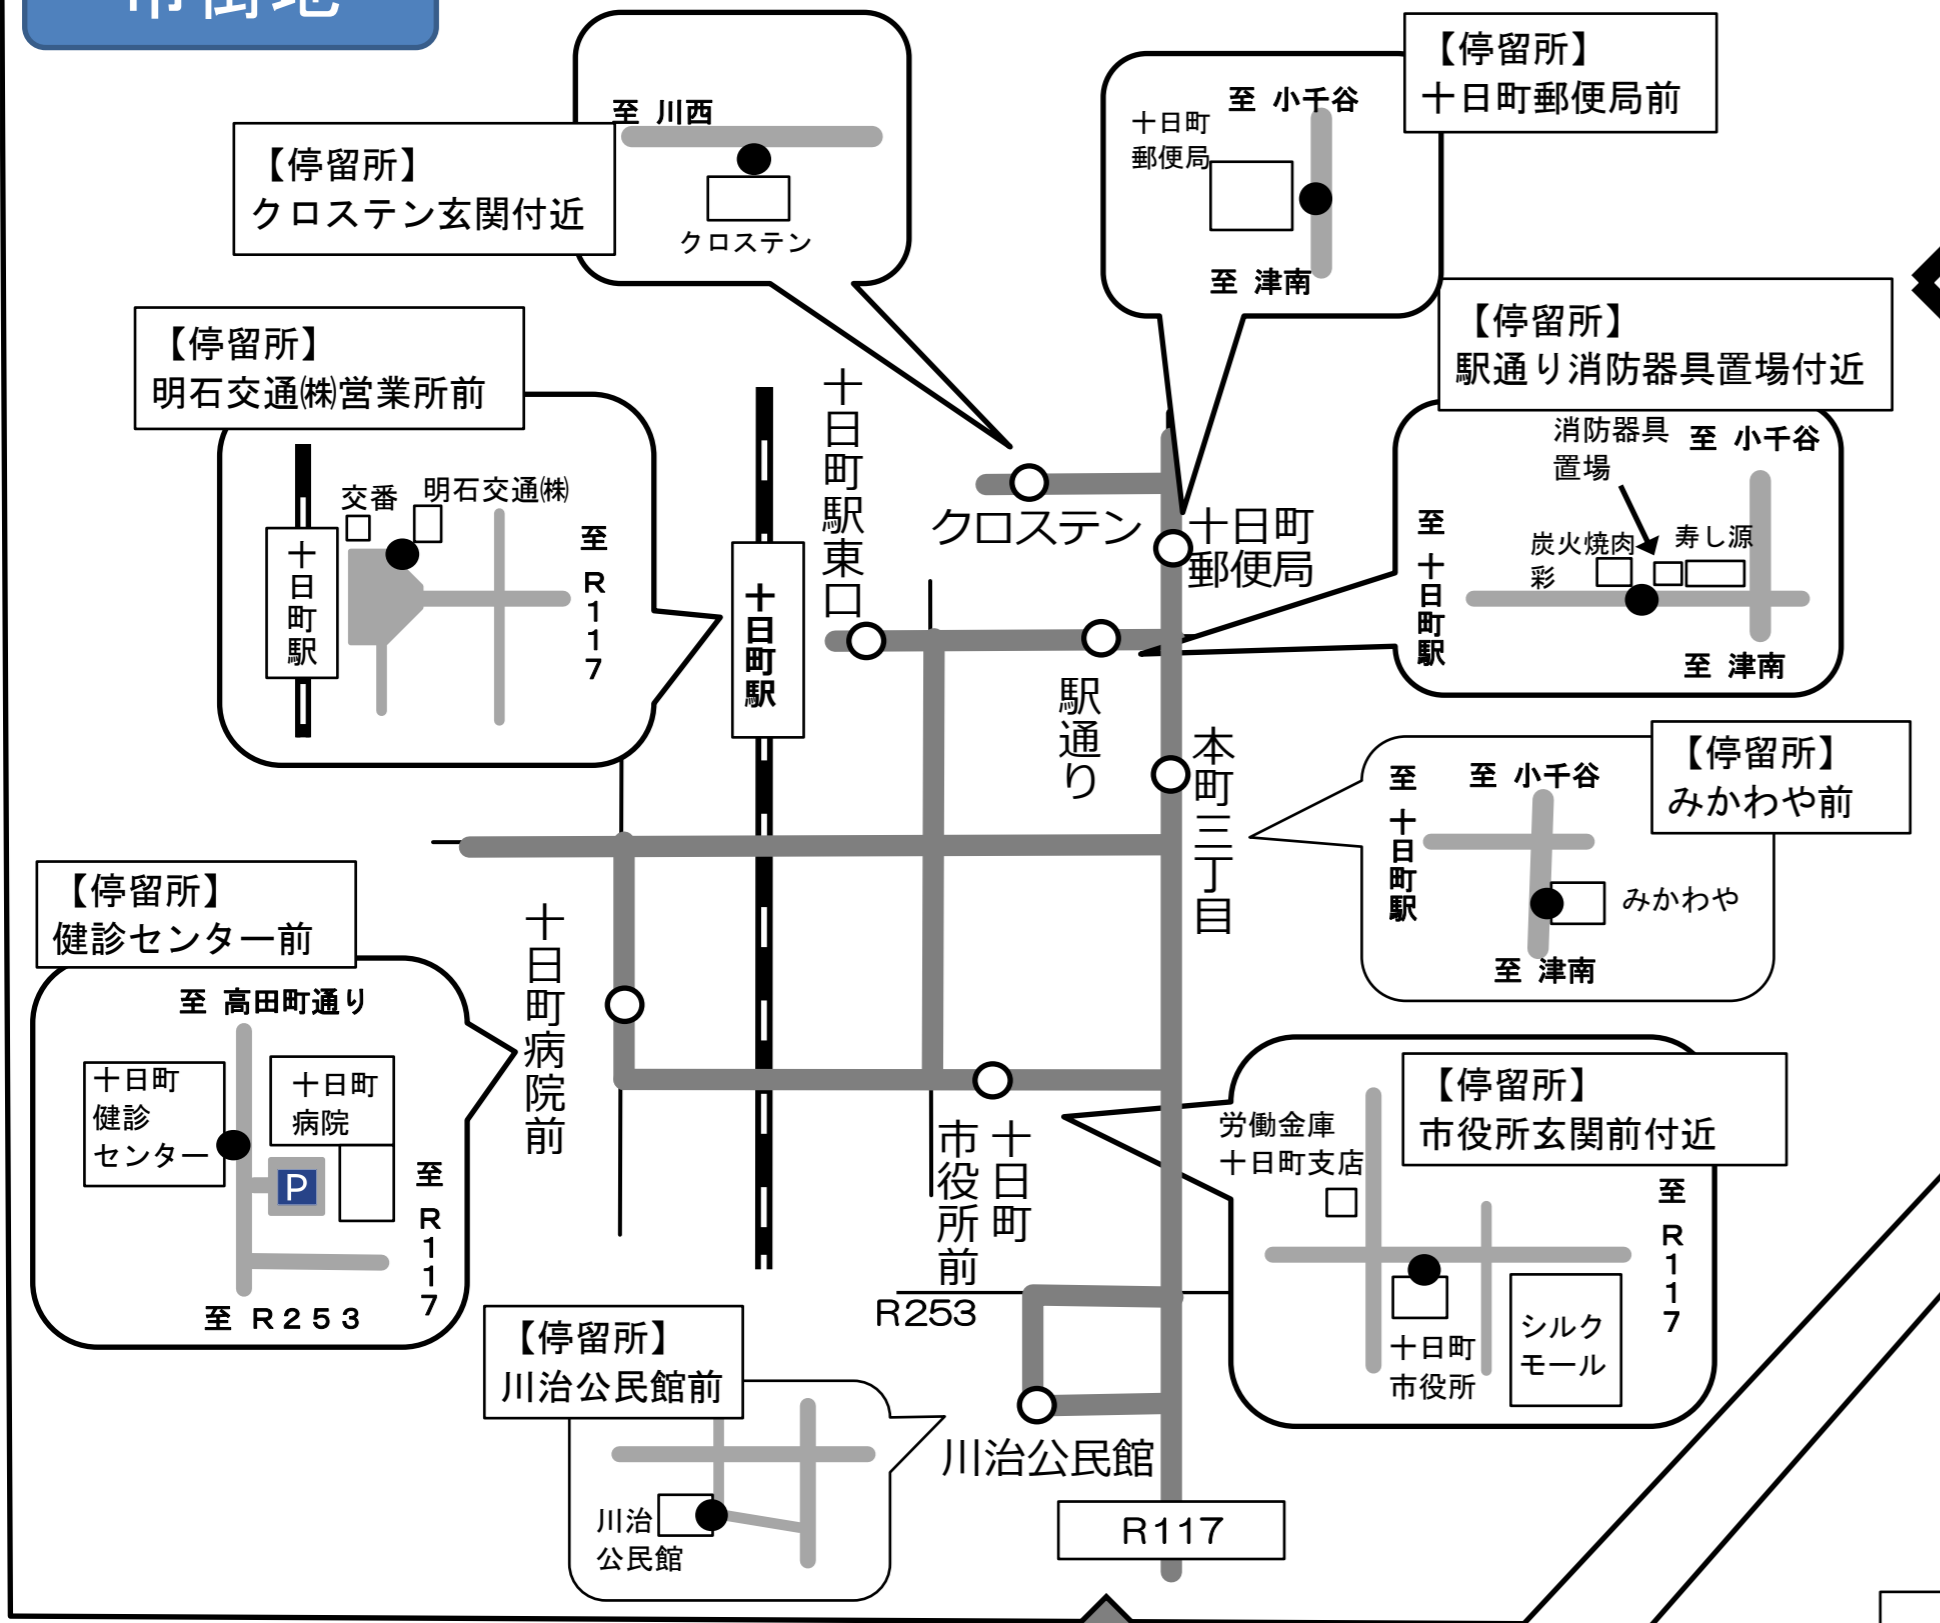 市街地
【停留所】
クロステン玄関付近
至 川西
クロステン
【停留所】
十日町郵便局前
至 小千谷
十日町
郵便局
至 津南
【停留所】
明石交通㈱営業所前
交番
明石交通㈱
十日町駅
至 R117
【停留所】
駅通り消防器具置場付近
消防器具
置場
至 小千谷
炭火焼肉
彩
寿し源
至 十日町駅
至 津南
十日町駅東口
十日町駅
クロステン
十日町
郵便局
駅通り
本町三丁目
【停留所】
みかわや前
至 小千谷
至 十日町駅
みかわや
至 津南
【停留所】
健診センター前
至 高田町通り
十日町
健診
センター
十日町
病院
P
至 R117
至 R253
十日町病院前
十日町
市役所前
【停留所】
市役所玄関前付近
労働金庫
十日町支店
至 R117
十日町
市役所
シルク
モール
R253
【停留所】
川治公民館前
川治
公民館
川治公民館
R117